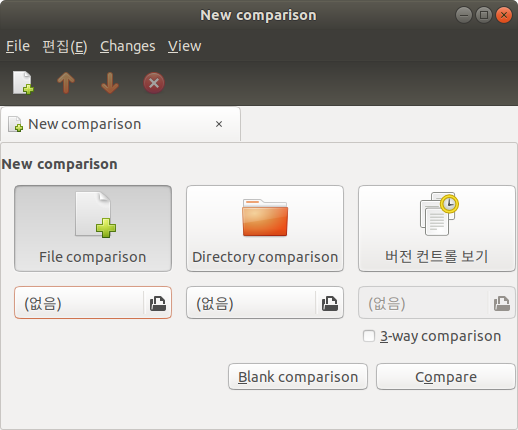 New comparison
File 편집(E) Changes View
New comparison
New comparison
File comparison
Directory comparison
버전 컨트롤 보기
(없음)
(없음)
(없음)
3-way comparison
Blank comparison
Compare